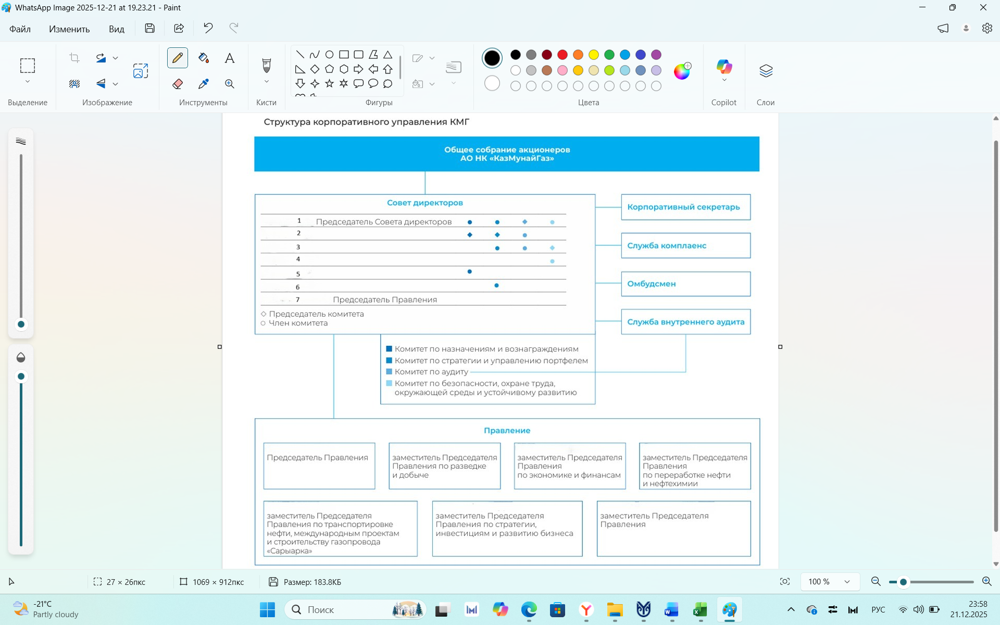 WhatsApp Image 2025-12-21 at 19.23.21 - Paint
Файл Изменить Вид
Выделение Изображение Инструменты Кисти Фигуры Цвета Copilot Слои
Структура корпоративного управления КМГ
Общее собрание акционеров
АО НК «КазМунайГаз»
Совет директоров
1 Председатель Совета директоров
2
3
4
5
6
7 Председатель Правления
Председатель комитета
Член комитета
Корпоративный секретарь
Служба комплаенс
Омбудсмен
Служба внутреннего аудита
Комитет по назначениям и вознаграждениям
Комитет по стратегии и управлению портфелем
Комитет по аудиту
Комитет по безопасности, охране труда,
окружающей среды и устойчивому развитию
Правление
Председатель Правления
заместитель Председателя
Правления по разведке
и добыче
заместитель Председателя
Правления
по экономике и финансам
заместитель Председателя
Правления
по переработке нефти
и нефтехимии
заместитель Председателя
Правления по транспортировке
нефти, международным проектам
и строительству газопровода
«Сарыарка»
заместитель Председателя
Правления по стратегии,
инвестициям и развитию бизнеса
заместитель Председателя
Правления
27 × 26пкс 1069 × 912пкс Размер: 183.8КБ 100 %
-21°C
Partly cloudy
Поиск
РУС
23:58
21.12.2025